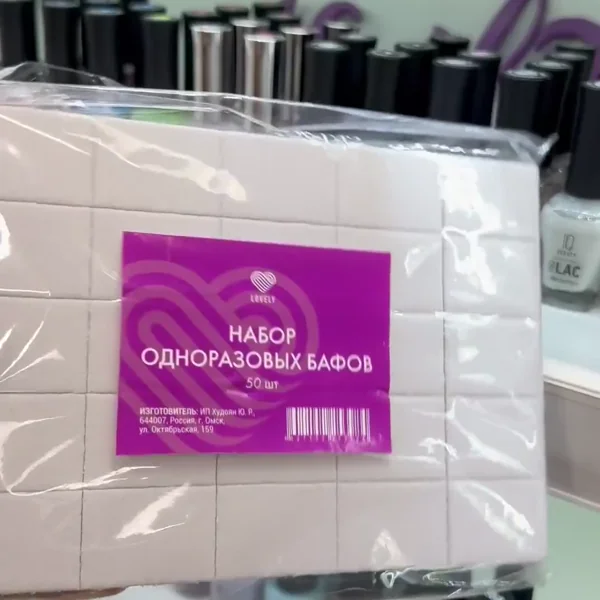 LOVELY
НАБОР
ОДНОРАЗОВЫХ БАФОВ
50 шт
ИЗГОТОВИТЕЛЬ: ИП Худоян Ю. Р.,
644007, Россия, г. Омск,
ул. Октябрьская, 159
LAC